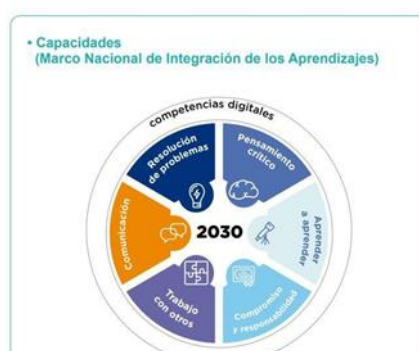 • Capacidades
(Marco Nacional de Integración de los Aprendizajes)
competencias digitales
Resolución
de problemas
Pensamiento
crítico
Comunicación
2030
Aprender
a aprender
Trabajo
con otros
Compromiso
y responsabilidad